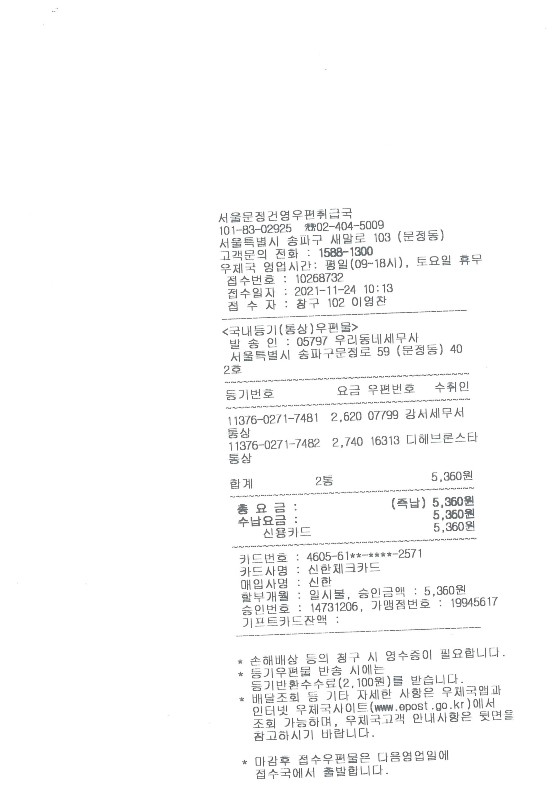 서울문정건영우편취급국
101-83-02925 ☎02-404-5009
서울특별시 송파구 새말로 103 (문정동)
고객문의 전화 : 1588-1300
우체국 영업시간: 평일(09-18시), 토요일 휴무
접수번호 : 10268732
접수일자 : 2021-11-24 10:13
접 수 자 : 창구 102 이영찬
<국내등기(통상)우편물>
발 송 인 : 05797 우리동네세무사
서울특별시 송파구문정로 59 (문정동) 40
2호
등기번호 요금 우편번호 수취인
11376-0271-7481 2,620 07799 강서세무서
통상
11376-0271-7482 2,740 16313 디헤브론스타
통상
합계 2통 5,360원
총 요 금 : (즉납) 5,360원
수납요금 : 5,360원
신용카드 5,360원
카드번호 : 4605-61**-****-2571
카드사명 : 신한체크카드
매입사명 : 신한
할부개월 : 일시불, 승인금액 : 5,360원
승인번호 : 14731206, 가맹점번호 : 19945617
기프트카드잔액 :
* 손해배상 등의 청구 시 영수증이 필요합니다.
* 등기우편물 반송 시에는
등기반환수수료(2,100원)를 받습니다.
* 배달조회 등 기타 자세한 사항은 우체국앱과
인터넷 우체국사이트(www.epost.go.kr)에서
조회 가능하며, 우체국고객 안내사항은 뒷면을
참고하시기 바랍니다.
* 마감후 접수우편물은 다음영업일에
접수국에서 출발합니다.